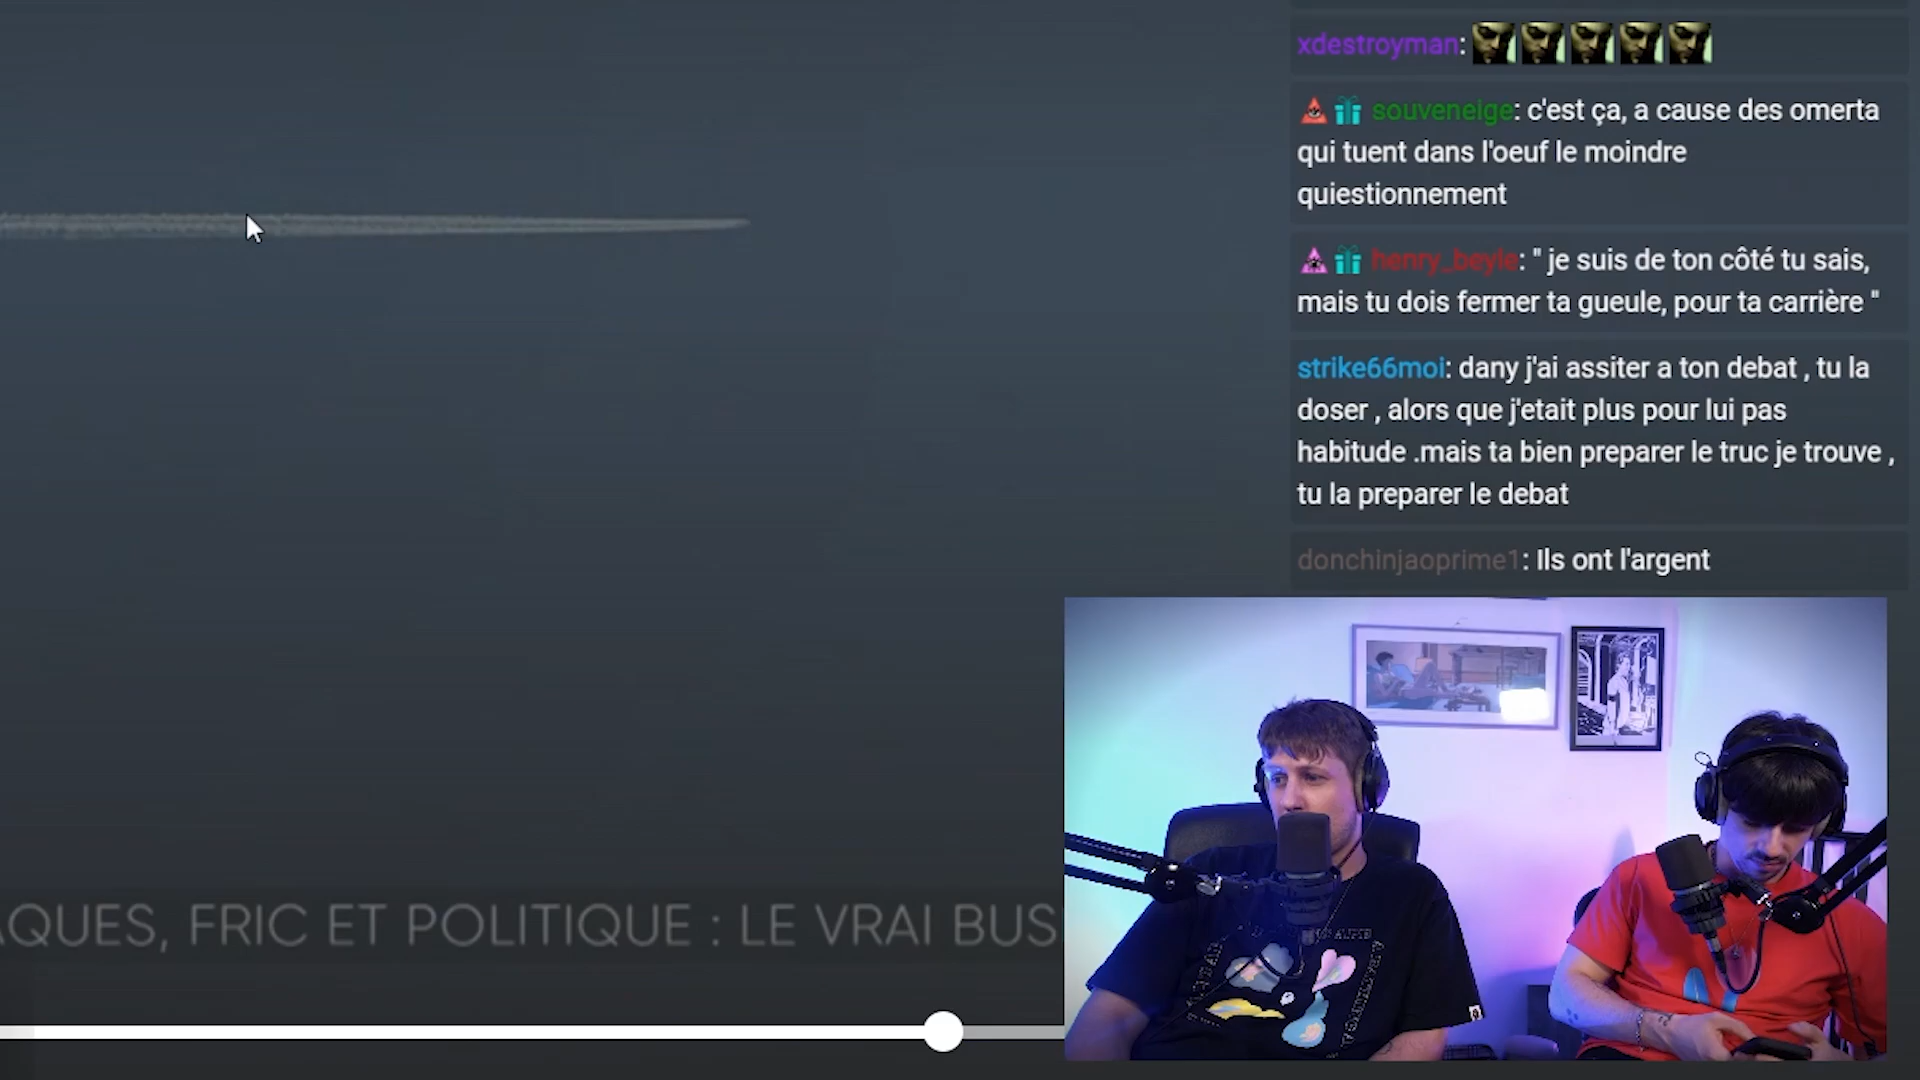 xdestroyman:
souveneige: c'est ça, a cause des omerta
qui tuent dans l'oeuf le moindre
quiestionnement
henry_beyle: " je suis de ton côté tu sais,
mais tu dois fermer ta gueule, pour ta carrière "
strike66moi: dany j'ai assiter a ton debat , tu la
doser , alors que j'etait plus pour lui pas
habitude .mais ta bien preparer le truc je trouve ,
tu la preparer le debat
donchinjaoprime1: Ils ont l'argent
AQUES, FRIC ET POLITIQUE : LE VRAI BUS